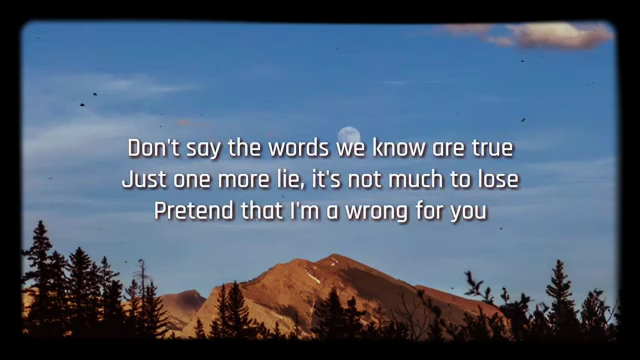 Don't say the words we know are true
Just one more lie, it's not much to lose
Pretend that I'm a wrong for you